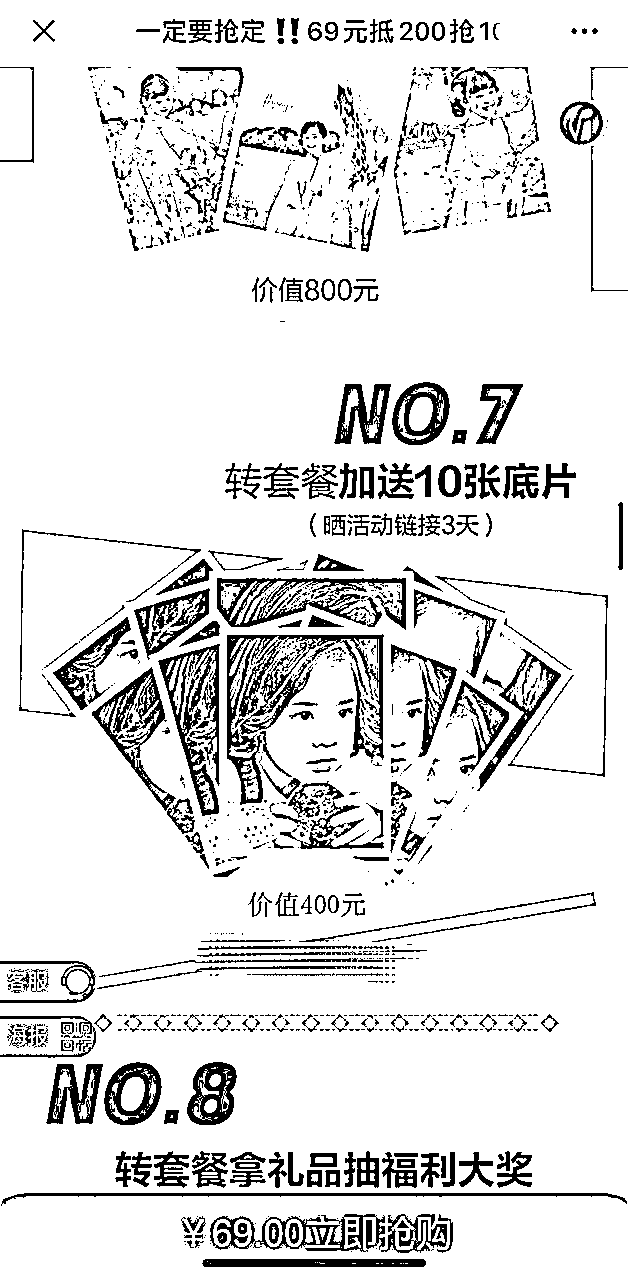 一定要抢定‼69元抵200抢1
价值800元
NO.7
转套餐加送10张底片
（晒活动链接3天）
价值400元
客服
海报
NO.8
转套餐拿礼品抽福利大奖
¥69.00立即抢购